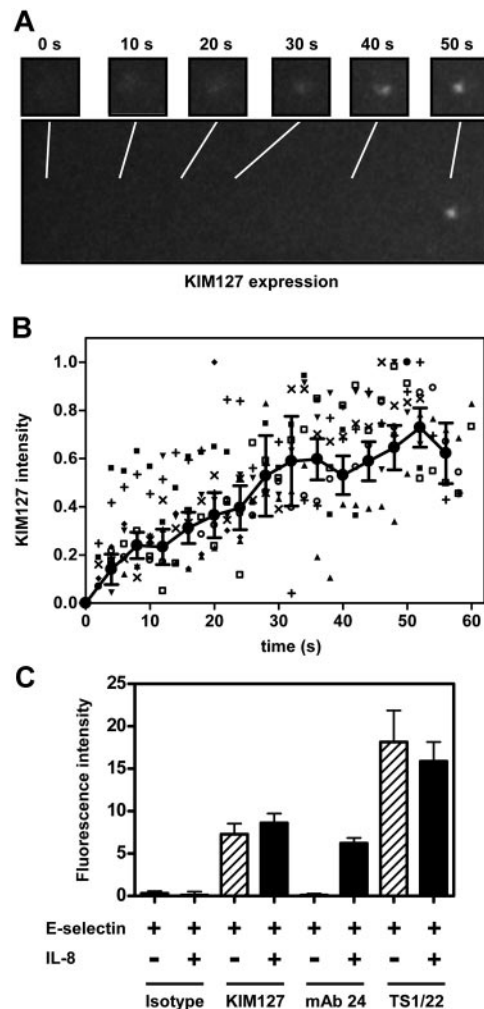 A
0 s 10 s 20 s 30 s 40 s 50 s
KIM127 expression
B
KIM127 intensity
1.0
0.8
0.6
0.4
0.2
0.0
0 10 20 30 40 50 60
time (s)
C
Fluorescence intensity
25
20
15
10
5
0
E-selectin + + + + + + + +
IL-8 - + - + - + - +
Isotype KIM127 mAb 24 TS1/22